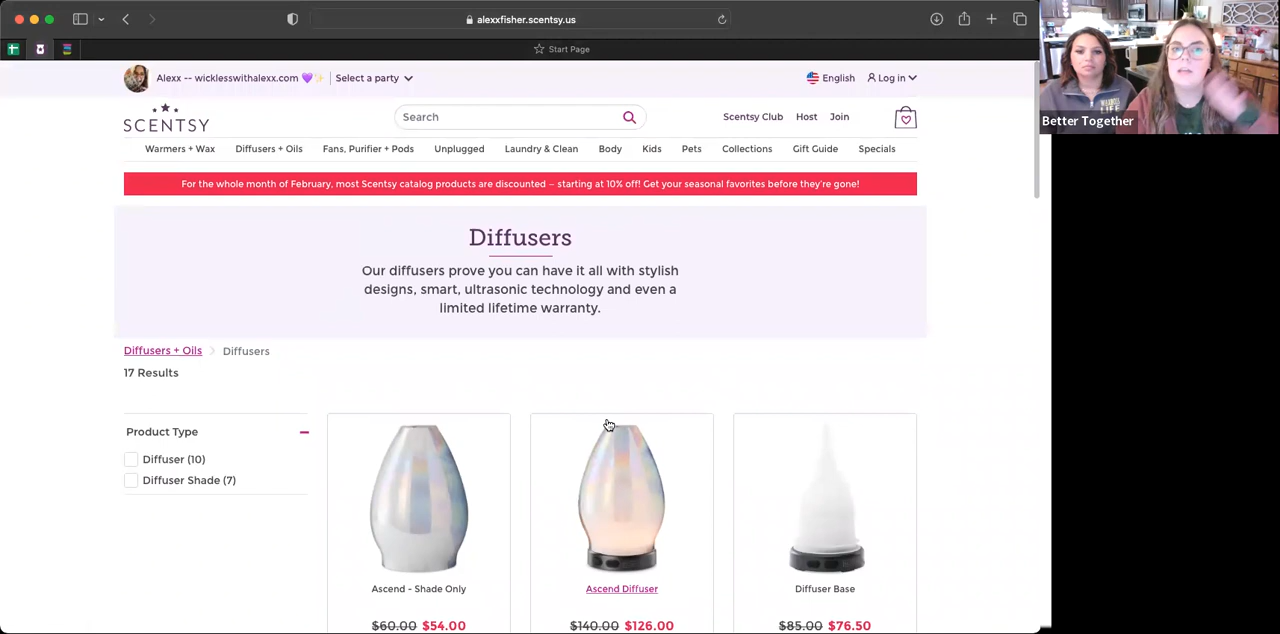 alexxfisher.scentsy.us
Start Page
Alexx -- wicklesswithalexx.com 💜✨ | Select a party
English
Log in
SCENTSY
Search
Scentsy Club Host Join
Warmers + Wax Diffusers + Oils Fans, Purifier + Pods Unplugged Laundry & Clean Body Kids Pets Collections Gift Guide Specials
For the whole month of February, most Scentsy catalog products are discounted – starting at 10% off! Get your seasonal favorites before they're gone!
Diffusers
Our diffusers prove you can have it all with stylish
designs, smart, ultrasonic technology and even a
limited lifetime warranty.
Diffusers + Oils > Diffusers
17 Results
Product Type
Diffuser (10)
Diffuser Shade (7)
Ascend - Shade Only
$60.00 $54.00
Ascend Diffuser
$140.00 $126.00
Diffuser Base
$85.00 $76.50
Better Together